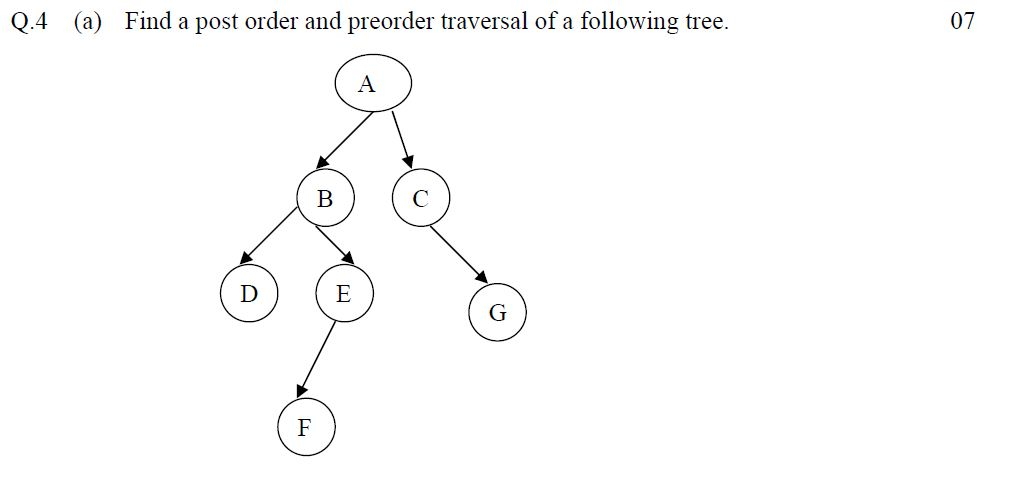 Q.4 (a) Find a post order and preorder traversal of a following tree. 07
A
B C
D E
G
F